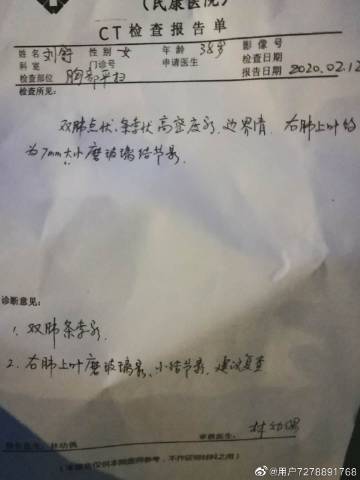 (民康医院)
CT 检查报告单
姓名 刘舒 性别 女 年龄 38岁 影像号
科室 门诊号 申请医生 检查日期
检查部位 胸部平扫 报告日期 2020.02.12
检查所见:
双肺点状、条索状高密度影,边界清,右肺上叶约
为7mm大小磨玻璃结节影.
诊断意见:
1. 双肺条索影.
2. 右肺上叶磨玻璃影、小结节影,建议复查
报告医生: 林幼偶 审核医生: 林幼偶
(本报告仅供本院医师参考,不作证明材料之用)
@用户7278891768